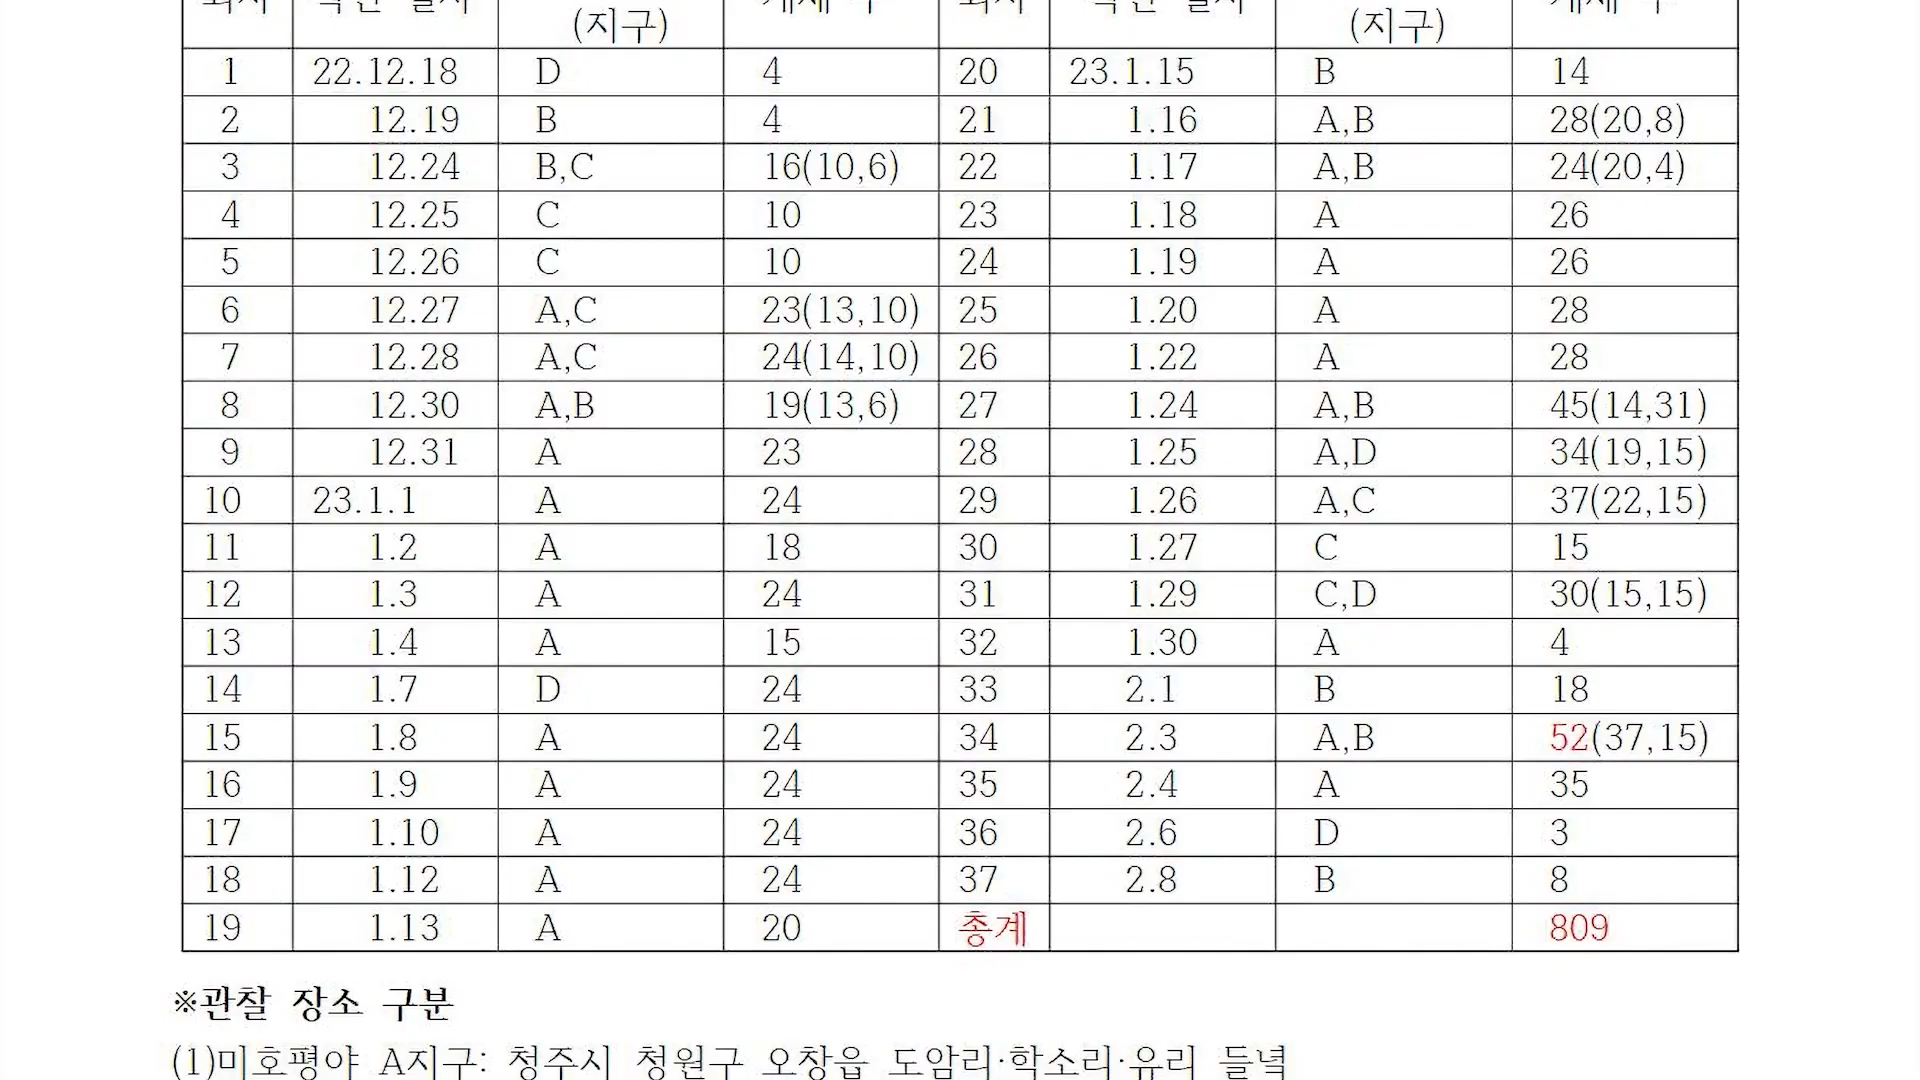 (지구) (지구)
1 22.12.18 D 4 20 23.1.15 B 14
2 12.19 B 4 21 1.16 A,B 28(20,8)
3 12.24 B,C 16(10,6) 22 1.17 A,B 24(20,4)
4 12.25 C 10 23 1.18 A 26
5 12.26 C 10 24 1.19 A 26
6 12.27 A,C 23(13,10) 25 1.20 A 28
7 12.28 A,C 24(14,10) 26 1.22 A 28
8 12.30 A,B 19(13,6) 27 1.24 A,B 45(14,31)
9 12.31 A 23 28 1.25 A,D 34(19,15)
10 23.1.1 A 24 29 1.26 A,C 37(22,15)
11 1.2 A 18 30 1.27 C 15
12 1.3 A 24 31 1.29 C,D 30(15,15)
13 1.4 A 15 32 1.30 A 4
14 1.7 D 24 33 2.1 B 18
15 1.8 A 24 34 2.3 A,B 52(37,15)
16 1.9 A 24 35 2.4 A 35
17 1.10 A 24 36 2.6 D 3
18 1.12 A 24 37 2.8 B 8
19 1.13 A 20 총계 809
※관찰 장소 구분
(1)미호평야 A지구: 청주시 청원구 오창읍 도암리·학소리·유리 들녘